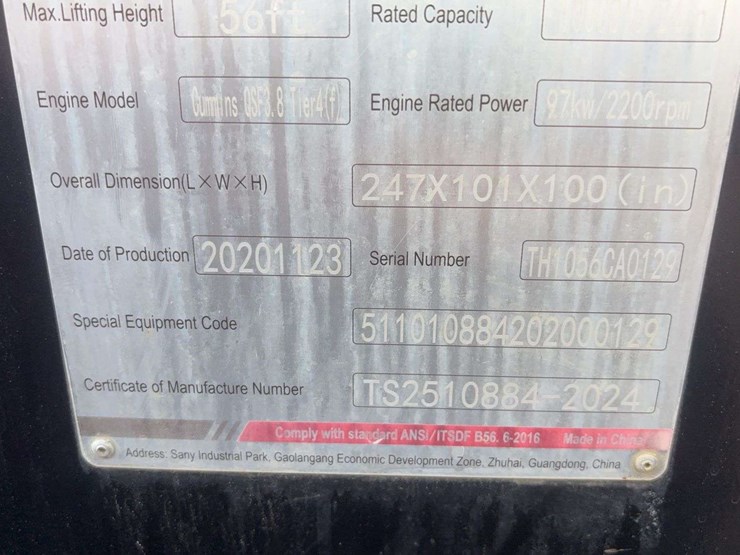 Max.Lifting Height 56ft Rated Capacity
Engine Model Cummins QSF3.8 Tier4(f) Engine Rated Power 97kw/2200rpm
Overall Dimension(L×W×H) 247X101X100(in)
Date of Production 20201123 Serial Number TH1056CA0129
Special Equipment Code 511010884202000129
Certificate of Manufacture Number TS2510884-2024
Comply with standard ANSI/ITSDF B56. 6-2016 Made in China
Address: Sany Industrial Park, Gaolangang Economic Development Zone, Zhuhai, Guangdong, China